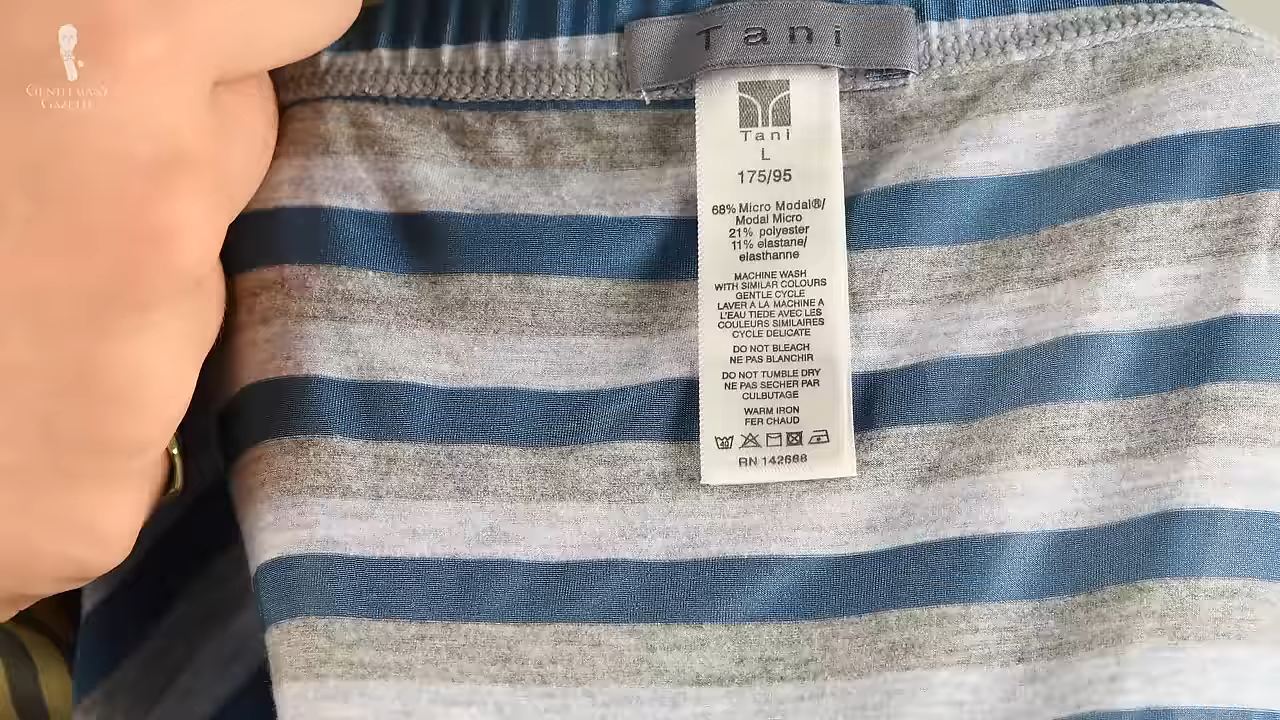 GENTLEMAN'S
GAZETTE
Tani
Tani
L
175/95
68% Micro Modal®/
Modal Micro
21% polyester
11% elastane/
elasthanne
MACHINE WASH
WITH SIMILAR COLOURS
GENTLE CYCLE
LAVER A LA MACHINE A
L'EAU TIEDE AVEC LES
COULEURS SIMILAIRES
CYCLE DELICATE
DO NOT BLEACH
NE PAS BLANCHIR
DO NOT TUMBLE DRY
NE PAS SECHER PAR
CULBUTAGE
WARM IRON
FER CHAUD
RN 142668